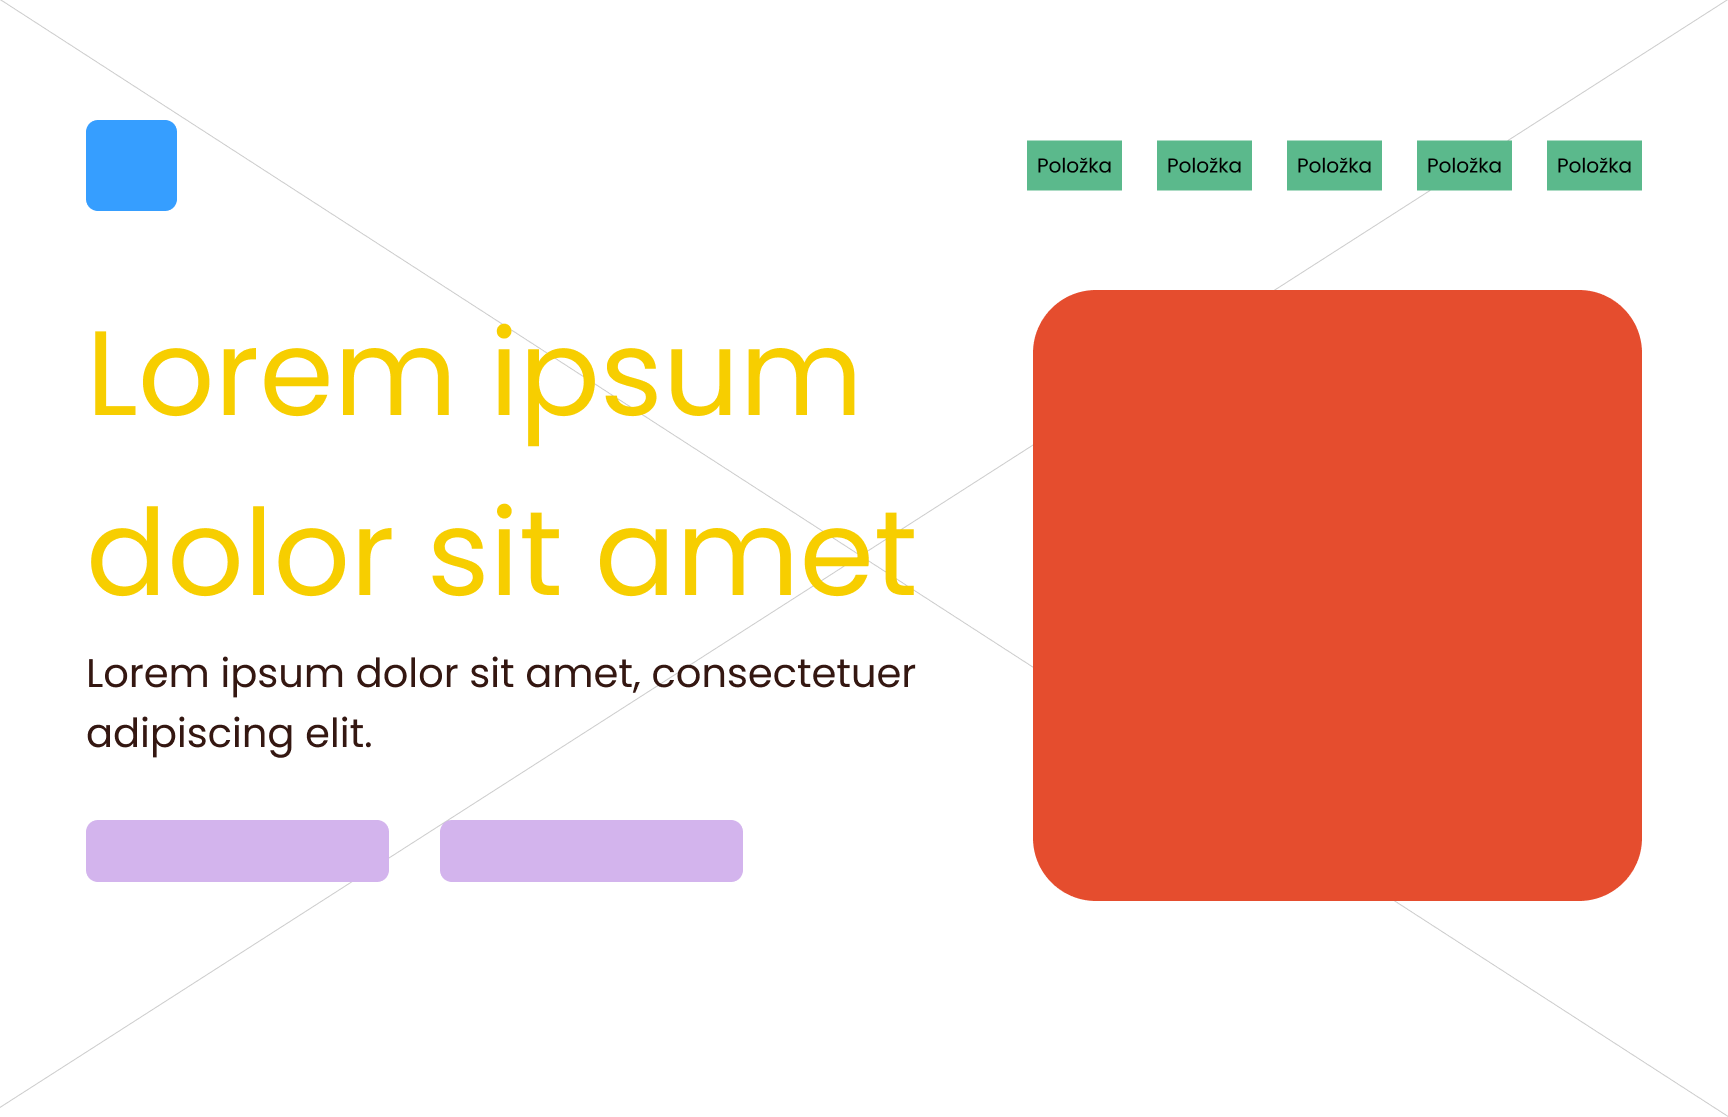 Položka Položka Položka Položka Položka
Lorem ipsum
dolor sit amet
Lorem ipsum dolor sit amet, consectetuer
adipiscing elit.